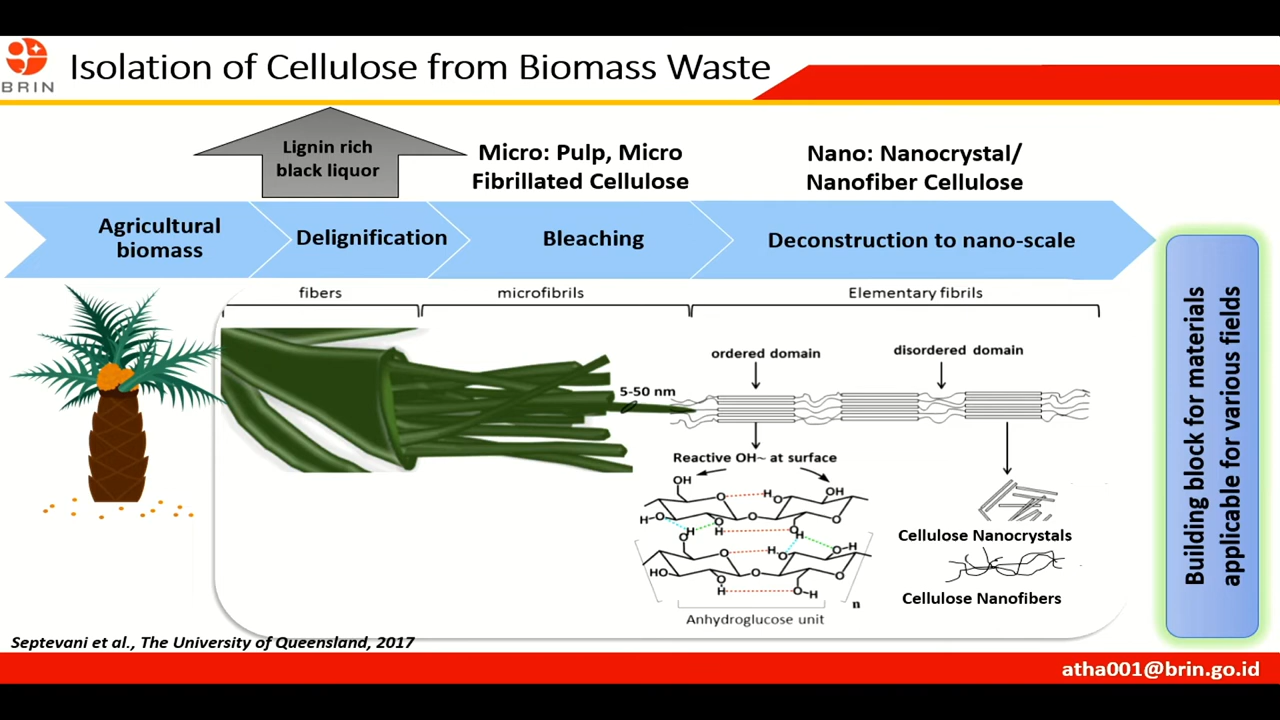 BRIN
Isolation of Cellulose from Biomass Waste
Lignin rich
black liquor
Micro: Pulp, Micro
Fibrillated Cellulose
Nano: Nanocrystal/
Nanofiber Cellulose
Agricultural
biomass
Delignification
Bleaching
Deconstruction to nano-scale
fibers
microfibrils
Elementary fibrils
ordered domain
disordered domain
5-50 nm
Reactive OH~ at surface
OH
O
H
O
OH
H
O
O
O
O
O
H
H
O
H
O
O
H
O
O
H
HO
O
O
O
H
O
H
n
Anhydroglucose unit
Cellulose Nanocrystals
Cellulose Nanofibers
Building block for materials
applicable for various fields
Septevani et al., The University of Queensland, 2017
atha001@brin.go.id